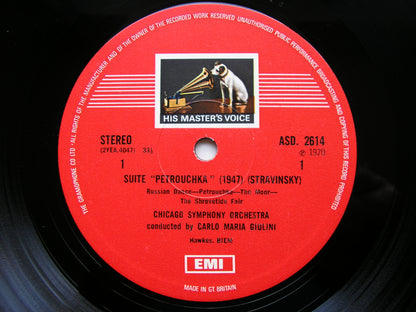 THE GRAMOPHONE CO LTD · ALL RIGHTS OF THE MANUFACTURER AND OF THE OWNER OF THE RECORDED WORK RESERVED · UNAUTHORISED PUBLIC PERFORMANCE BROADCASTING AND COPYING OF THIS RECORD PROHIBITED
HIS MASTER'S VOICE
STEREO
(2YEA.4047) 33⅓
1
ASD. 2614
℗ 1970
1
SUITE "PETROUCHKA" (1947) (STRAVINSKY)
Russian Dance—Petrouchka—The Moor—
The Shrovetide Fair
CHICAGO SYMPHONY ORCHESTRA
conducted by CARLO MARIA GIULINI
Hawkes. BIEM
EMI
MADE IN GT. BRITAIN